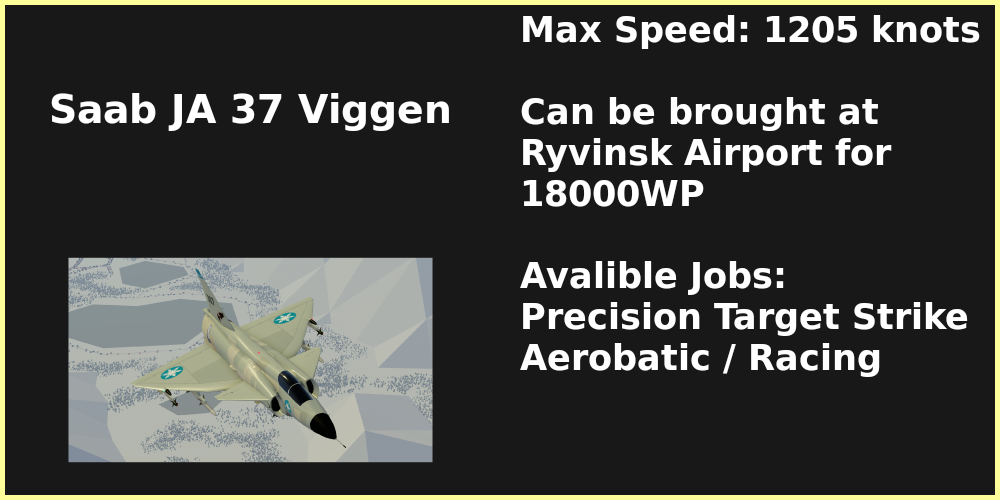 Saab JA 37 Viggen
Max Speed: 1205 knots
Can be brought at
Ryvinsk Airport for
18000WP
Avalible Jobs:
Precision Target Strike
Aerobatic / Racing